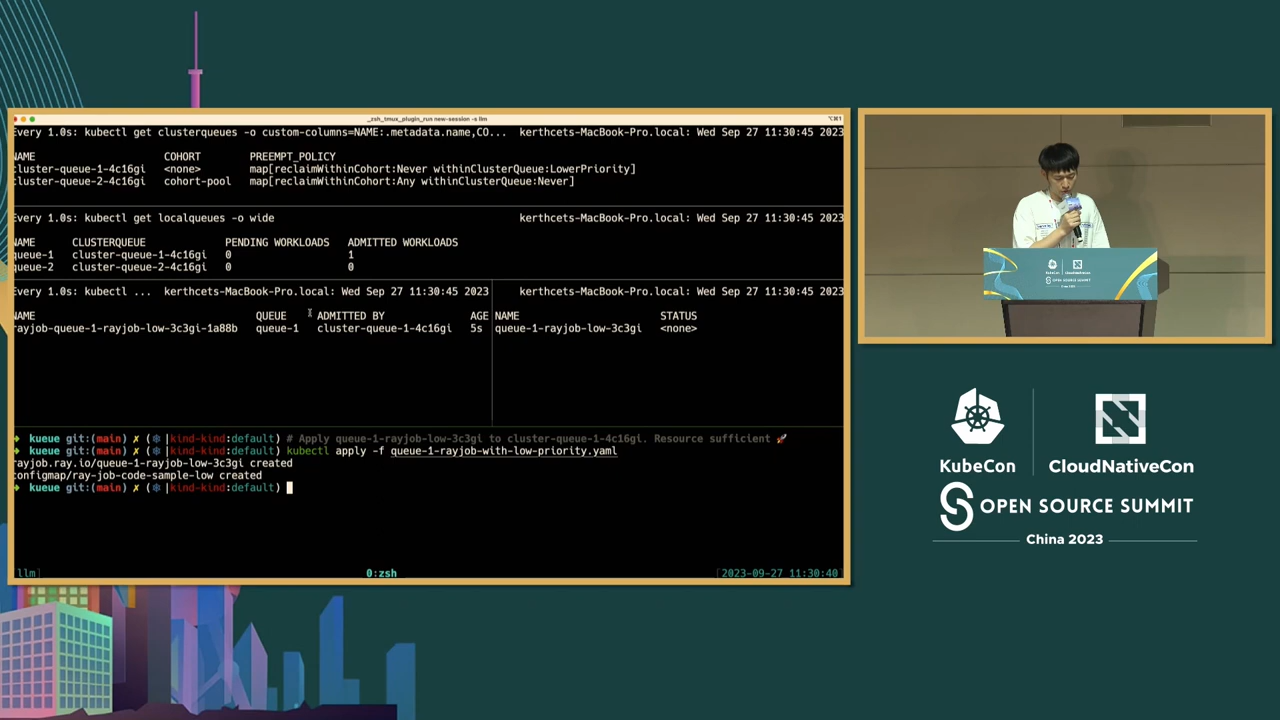 _zsh_tmux_plugin_run new-session -s llm
⌥⌘1
Every 1.0s: kubectl get clusterqueues -o custom-columns=NAME:.metadata.name,CO... kerthcets-MacBook-Pro.local: Wed Sep 27 11:30:45 2023
NAME COHORT PREEMPT_POLICY
cluster-queue-1-4c16gi <none> map[reclaimWithinCohort:Never withinClusterQueue:LowerPriority]
cluster-queue-2-4c16gi cohort-pool map[reclaimWithinCohort:Any withinClusterQueue:Never]
Every 1.0s: kubectl get localqueues -o wide kerthcets-MacBook-Pro.local: Wed Sep 27 11:30:45 2023
NAME CLUSTERQUEUE PENDING WORKLOADS ADMITTED WORKLOADS
queue-1 cluster-queue-1-4c16gi 0 1
queue-2 cluster-queue-2-4c16gi 0 0
Every 1.0s: kubectl ... kerthcets-MacBook-Pro.local: Wed Sep 27 11:30:45 2023
NAME QUEUE ADMITTED BY AGE
rayjob-queue-1-rayjob-low-3c3gi-1a88b queue-1 cluster-queue-1-4c16gi 5s
kerthcets-MacBook-Pro.local: Wed Sep 27 11:30:45 2023
NAME STATUS
queue-1-rayjob-low-3c3gi <none>
➜ kueue git:(main) ✗ (⎈ |kind-kind:default) # Apply queue-1-rayjob-low-3c3gi to cluster-queue-1-4c16gi. Resource sufficient 🚀
➜ kueue git:(main) ✗ (⎈ |kind-kind:default) kubectl apply -f queue-1-rayjob-with-low-priority.yaml
rayjob.ray.io/queue-1-rayjob-low-3c3gi created
configmap/ray-job-code-sample-low created
➜ kueue git:(main) ✗ (⎈ |kind-kind:default)
llm 0:zsh 2023-09-27 11:30:40
KubeCon CloudNativeCon
OPEN SOURCE SUMMIT
China 2023